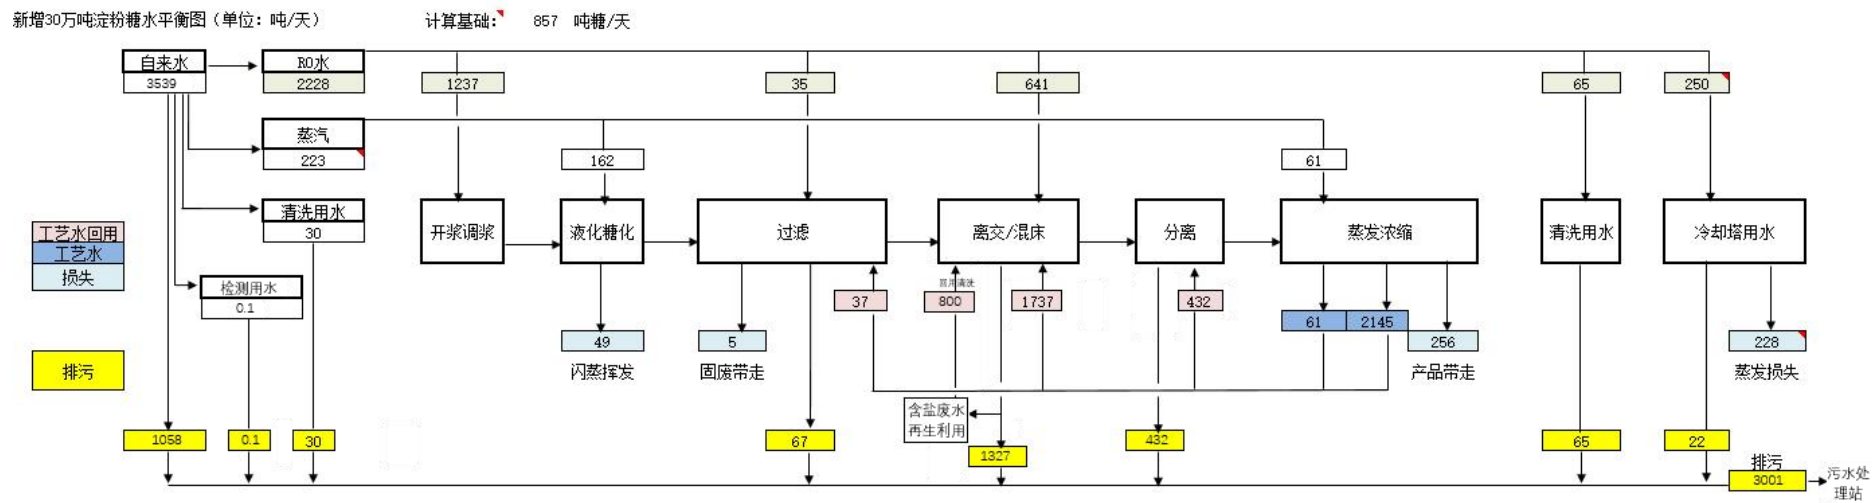 新增30万吨淀粉糖水平衡图（单位：吨/天） 计算基础： 857 吨糖/天
自来水 RO水
3539 2228 1237 35 641 65 250
蒸汽
223 162 61
清洗用水 开浆调浆 液化糖化 过滤 离交/混床 分离 蒸发浓缩 清洗用水 冷却塔用水
30
工艺水回用
工艺水
损失
检测用水
0.1
回用清洗
37 800 1737 432
61 2145
49 5 256 228
闪蒸挥发 固废带走 产品带走 蒸发损失
排污
含盐废水
再生利用
1058 0.1 30 67 1327 432 65 22
排污
3001
污水处
理站